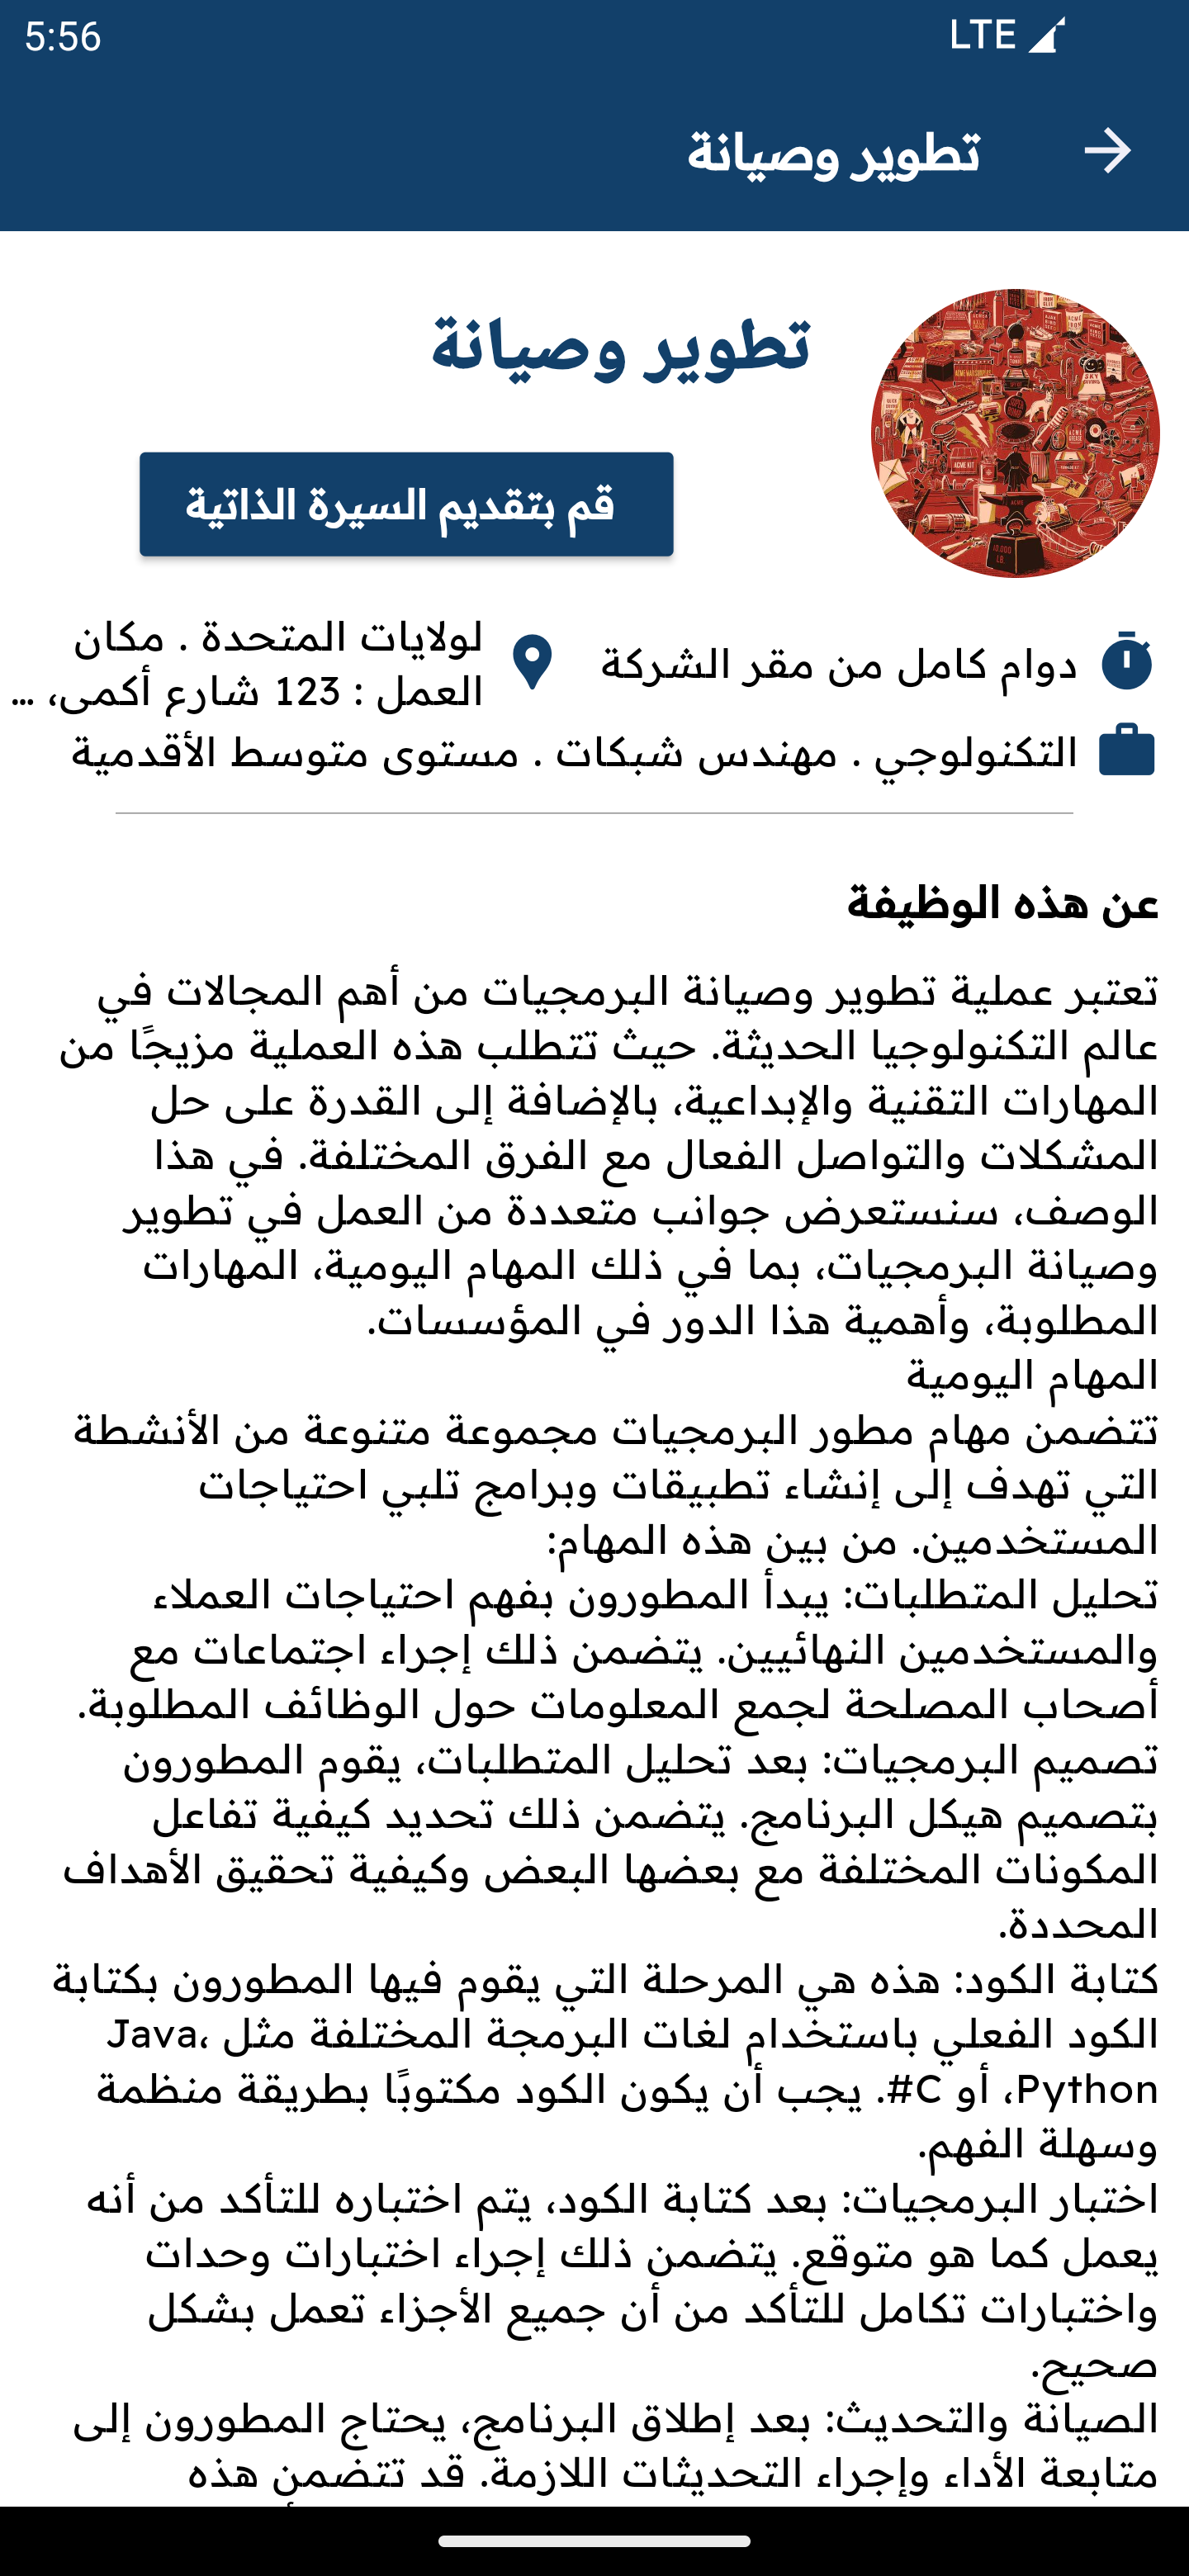 5:56
LTE
تطوير وصيانة
تطوير وصيانة
قم بتقديم السيرة الذاتية
دوام كامل من مقر الشركة
لولايات المتحدة . مكان
العمل : 123 شارع أكمى، ...
التكنولوجي . مهندس شبكات . مستوى متوسط الأقدمية
عن هذه الوظيفة
تعتبر عملية تطوير وصيانة البرمجيات من أهم المجالات في
عالم التكنولوجيا الحديثة. حيث تتطلب هذه العملية مزيجًا من
المهارات التقنية والإبداعية، بالإضافة إلى القدرة على حل
المشكلات والتواصل الفعال مع الفرق المختلفة. في هذا
الوصف، سنستعرض جوانب متعددة من العمل في تطوير
وصيانة البرمجيات، بما في ذلك المهام اليومية، المهارات
المطلوبة، وأهمية هذا الدور في المؤسسات.
المهام اليومية
تتضمن مهام مطور البرمجيات مجموعة متنوعة من الأنشطة
التي تهدف إلى إنشاء تطبيقات وبرامج تلبي احتياجات
المستخدمين. من بين هذه المهام:
تحليل المتطلبات: يبدأ المطورون بفهم احتياجات العملاء
والمستخدمين النهائيين. يتضمن ذلك إجراء اجتماعات مع
أصحاب المصلحة لجمع المعلومات حول الوظائف المطلوبة.
تصميم البرمجيات: بعد تحليل المتطلبات، يقوم المطورون
بتصميم هيكل البرنامج. يتضمن ذلك تحديد كيفية تفاعل
المكونات المختلفة مع بعضها البعض وكيفية تحقيق الأهداف
المحددة.
كتابة الكود: هذه هي المرحلة التي يقوم فيها المطورون بكتابة
الكود الفعلي باستخدام لغات البرمجة المختلفة مثل Java،
Python، أو C#. يجب أن يكون الكود مكتوبًا بطريقة منظمة
وسهلة الفهم.
اختبار البرمجيات: بعد كتابة الكود، يتم اختباره للتأكد من أنه
يعمل كما هو متوقع. يتضمن ذلك إجراء اختبارات وحدات
واختبارات تكامل للتأكد من أن جميع الأجزاء تعمل بشكل
صحيح.
الصيانة والتحديث: بعد إطلاق البرنامج، يحتاج المطورون إلى
متابعة الأداء وإجراء التحديثات اللازمة. قد تتضمن هذه